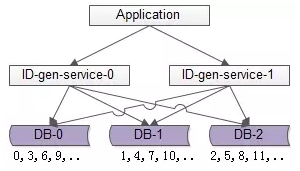 Application
ID-gen-service-0
ID-gen-service-1
DB-0
DB-1
DB-2
0, 3, 6, 9, ..
1, 4, 7, 10, ..
2, 5, 8, 11, ..